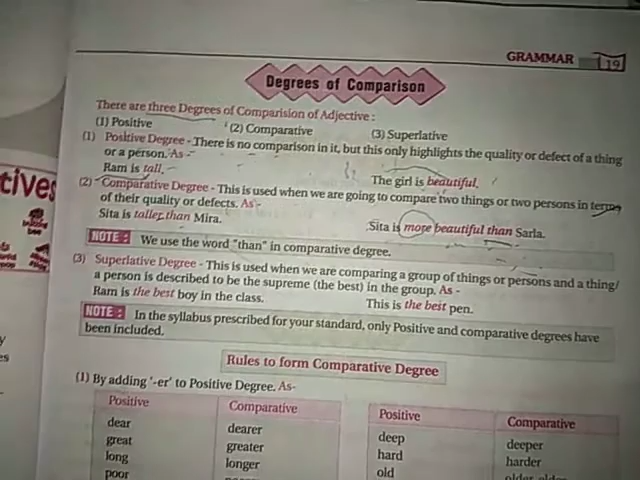 GRAMMAR 19
Degrees of Comparison
There are three Degrees of Comparision of Adjective :
(1) Positive (2) Comparative (3) Superlative
(1) Positive Degree - There is no comparison in it, but this only highlights the quality or defect of a thing
or a person. As -
Ram is tall. The girl is beautiful.
(2) Comparative Degree - This is used when we are going to compare two things or two persons in terms
of their quality or defects. As -
Sita is taller than Mira. Sita is more beautiful than Sarla.
NOTE : We use the word "than" in comparative degree.
(3) Superlative Degree - This is used when we are comparing a group of things or persons and a thing/
a person is described to be the supreme (the best) in the group. As -
Ram is the best boy in the class. This is the best pen.
NOTE : In the syllabus prescribed for your standard, only Positive and comparative degrees have
been included.
Rules to form Comparative Degree
(1) By adding '-er' to Positive Degree. As-
Positive Comparative
dear dearer
great greater
long longer
poor
Positive Comparative
deep deeper
hard harder
old
tives